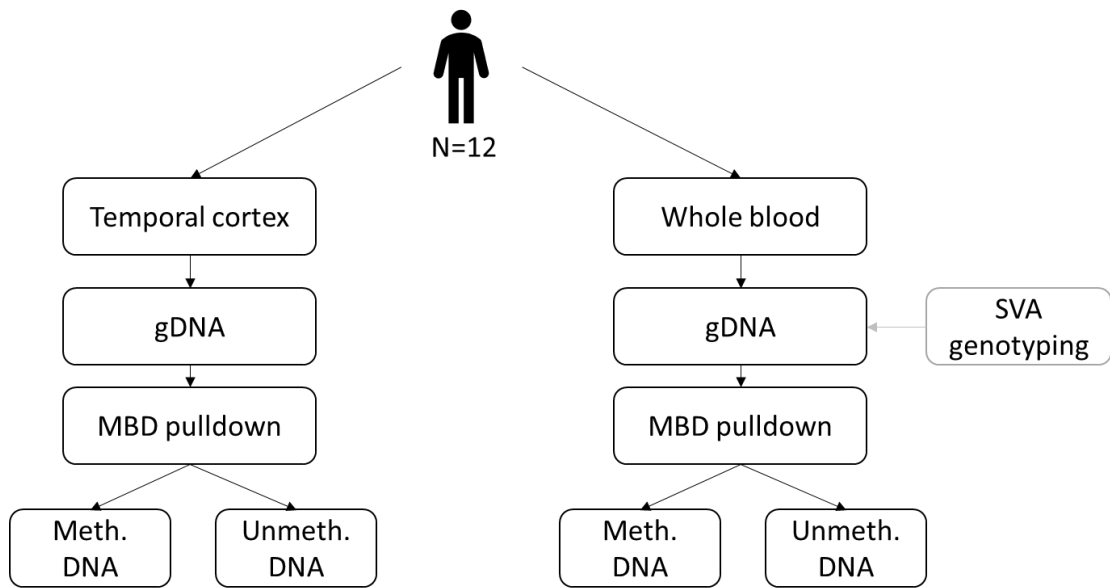 N=12
Temporal cortex
Whole blood
gDNA
gDNA
SVA
genotyping
MBD pulldown
MBD pulldown
Meth.
DNA
Unmeth.
DNA
Meth.
DNA
Unmeth.
DNA